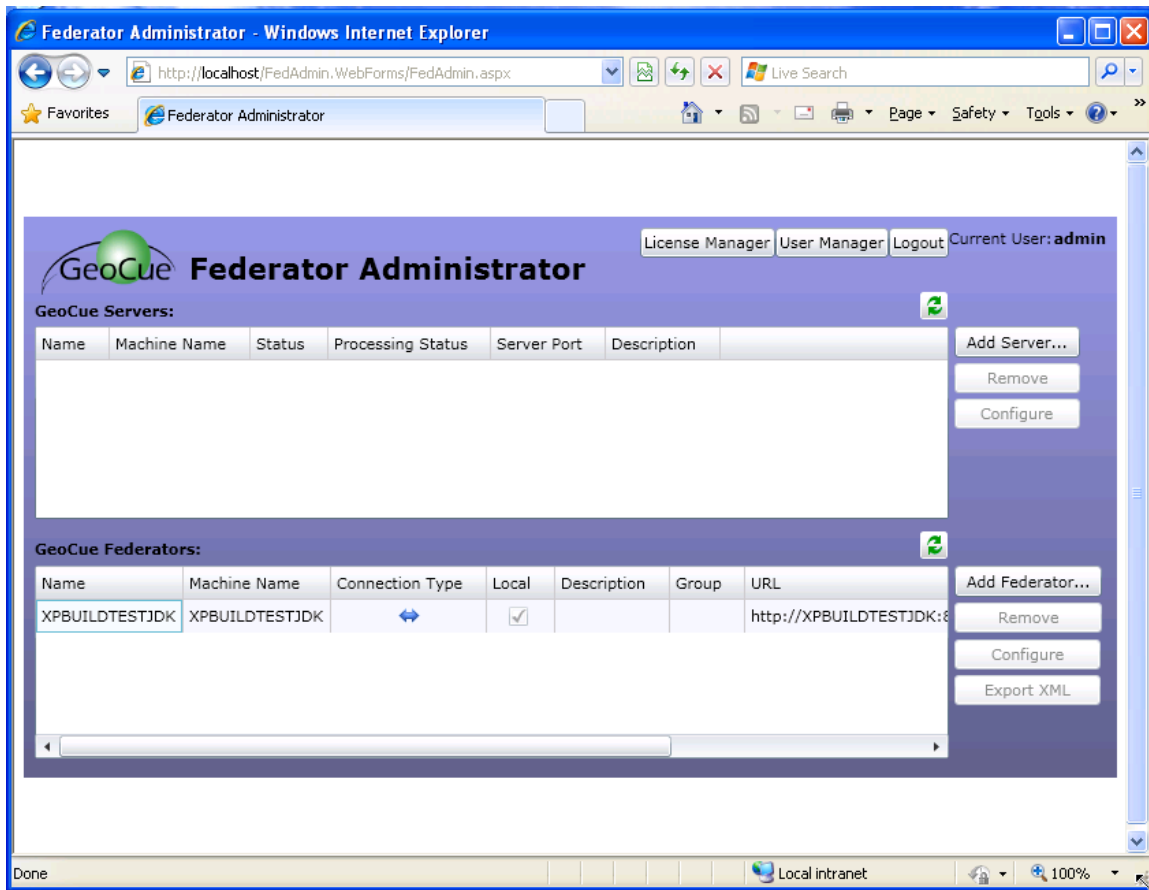 Federator Administrator - Windows Internet Explorer
http://localhost/FedAdmin.WebForms/FedAdmin.aspx Live Search
Favorites Federator Administrator Page Safety Tools »
License Manager User Manager Logout Current User: admin
GeoCue Federator Administrator
GeoCue Servers:
Name Machine Name Status Processing Status Server Port Description Add Server...
Remove
Configure
GeoCue Federators:
Name Machine Name Connection Type Local Description Group URL Add Federator...
XPBUILDTESTJDK XPBUILDTESTJDK http://XPBUILDTESTJDK:8 Remove
Configure
Export XML
Done Local intranet 100%